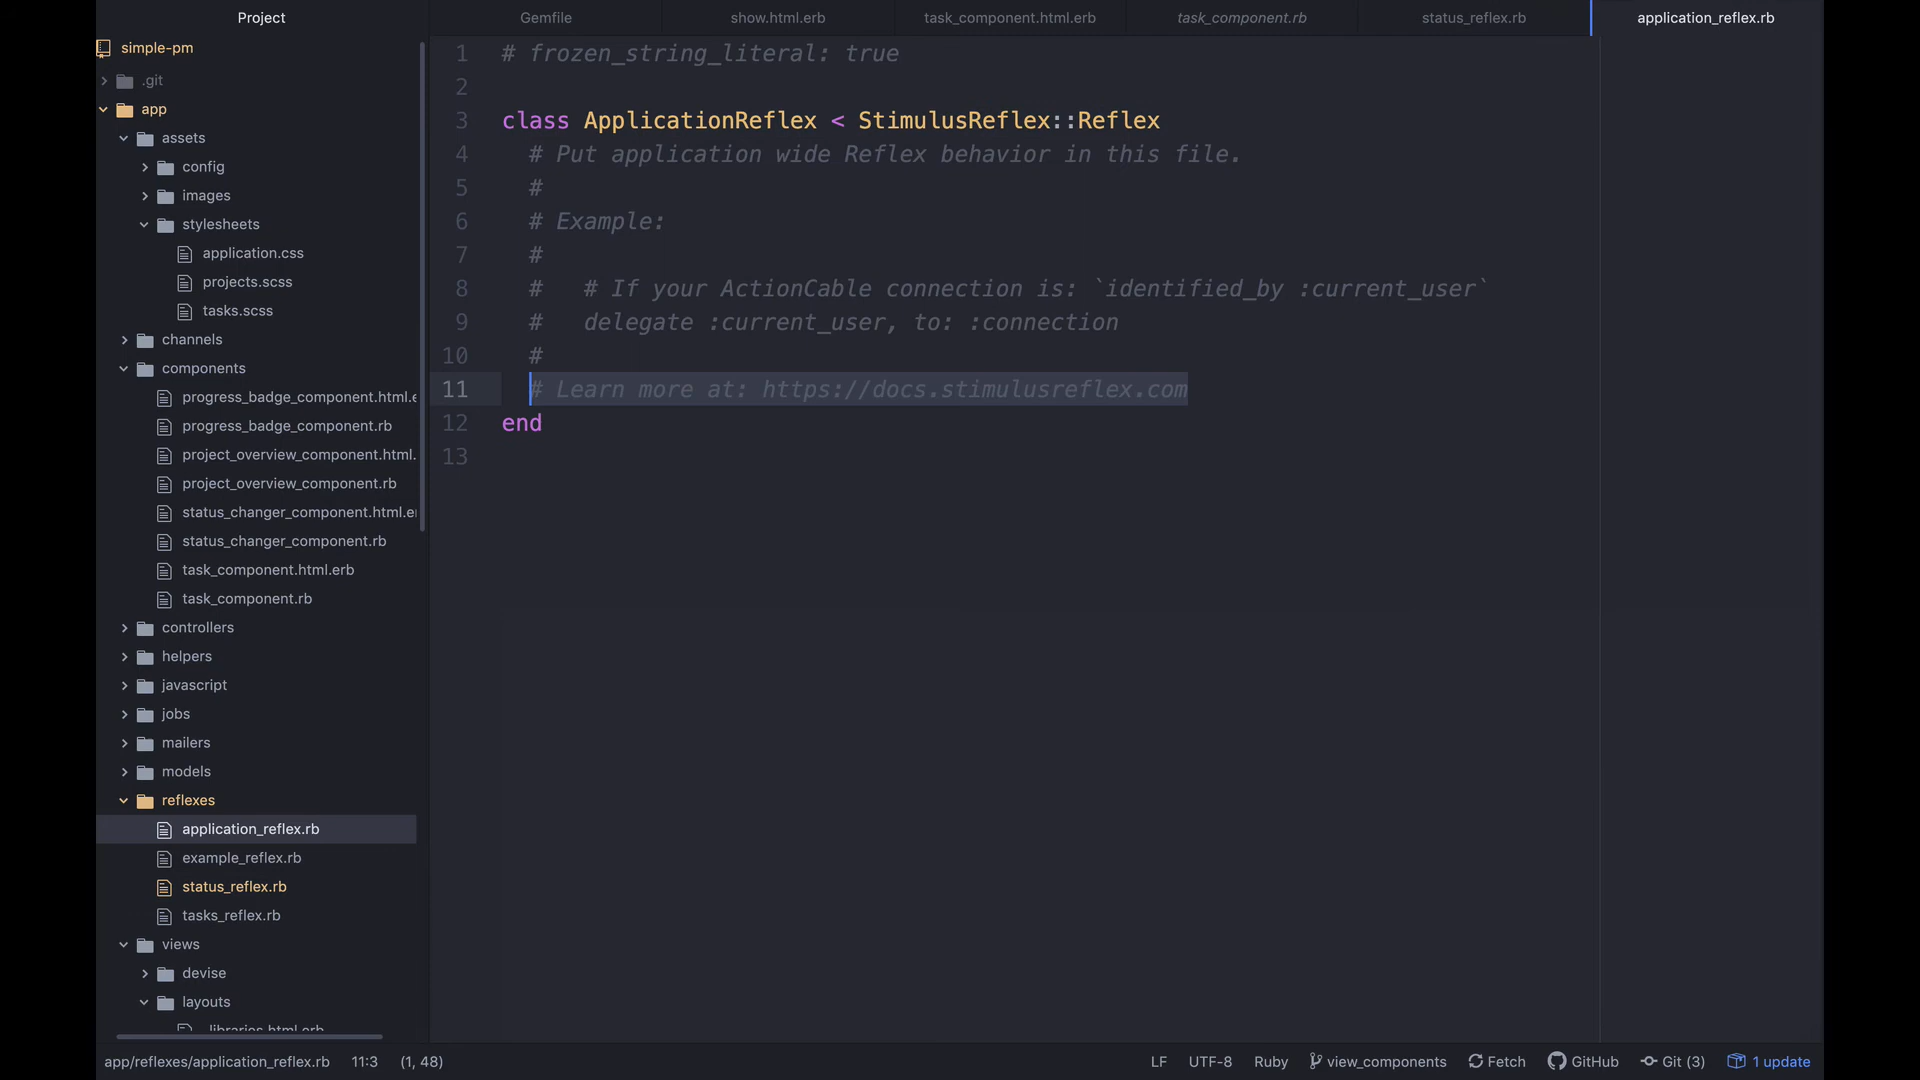 Project
simple-pm
.git
app
assets
config
images
stylesheets
application.css
projects.scss
tasks.scss
channels
components
progress_badge_component.html.e
progress_badge_component.rb
project_overview_component.html.
project_overview_component.rb
status_changer_component.html.e
status_changer_component.rb
task_component.html.erb
task_component.rb
controllers
helpers
javascript
jobs
mailers
models
reflexes
application_reflex.rb
example_reflex.rb
status_reflex.rb
tasks_reflex.rb
views
devise
layouts
_libraries.html.erb
Gemfile show.html.erb task_component.html.erb task_component.rb status_reflex.rb application_reflex.rb
1 # frozen_string_literal: true
2
3 class ApplicationReflex < StimulusReflex::Reflex
4 # Put application wide Reflex behavior in this file.
5 #
6 # Example:
7 #
8 # # If your ActionCable connection is: `identified_by :current_user`
9 # delegate :current_user, to: :connection
10 #
11 # Learn more at: https://docs.stimulusreflex.com
12 end
13
app/reflexes/application_reflex.rb 11:3 (1, 48) LF UTF-8 Ruby view_components Fetch GitHub Git (3) 1 update